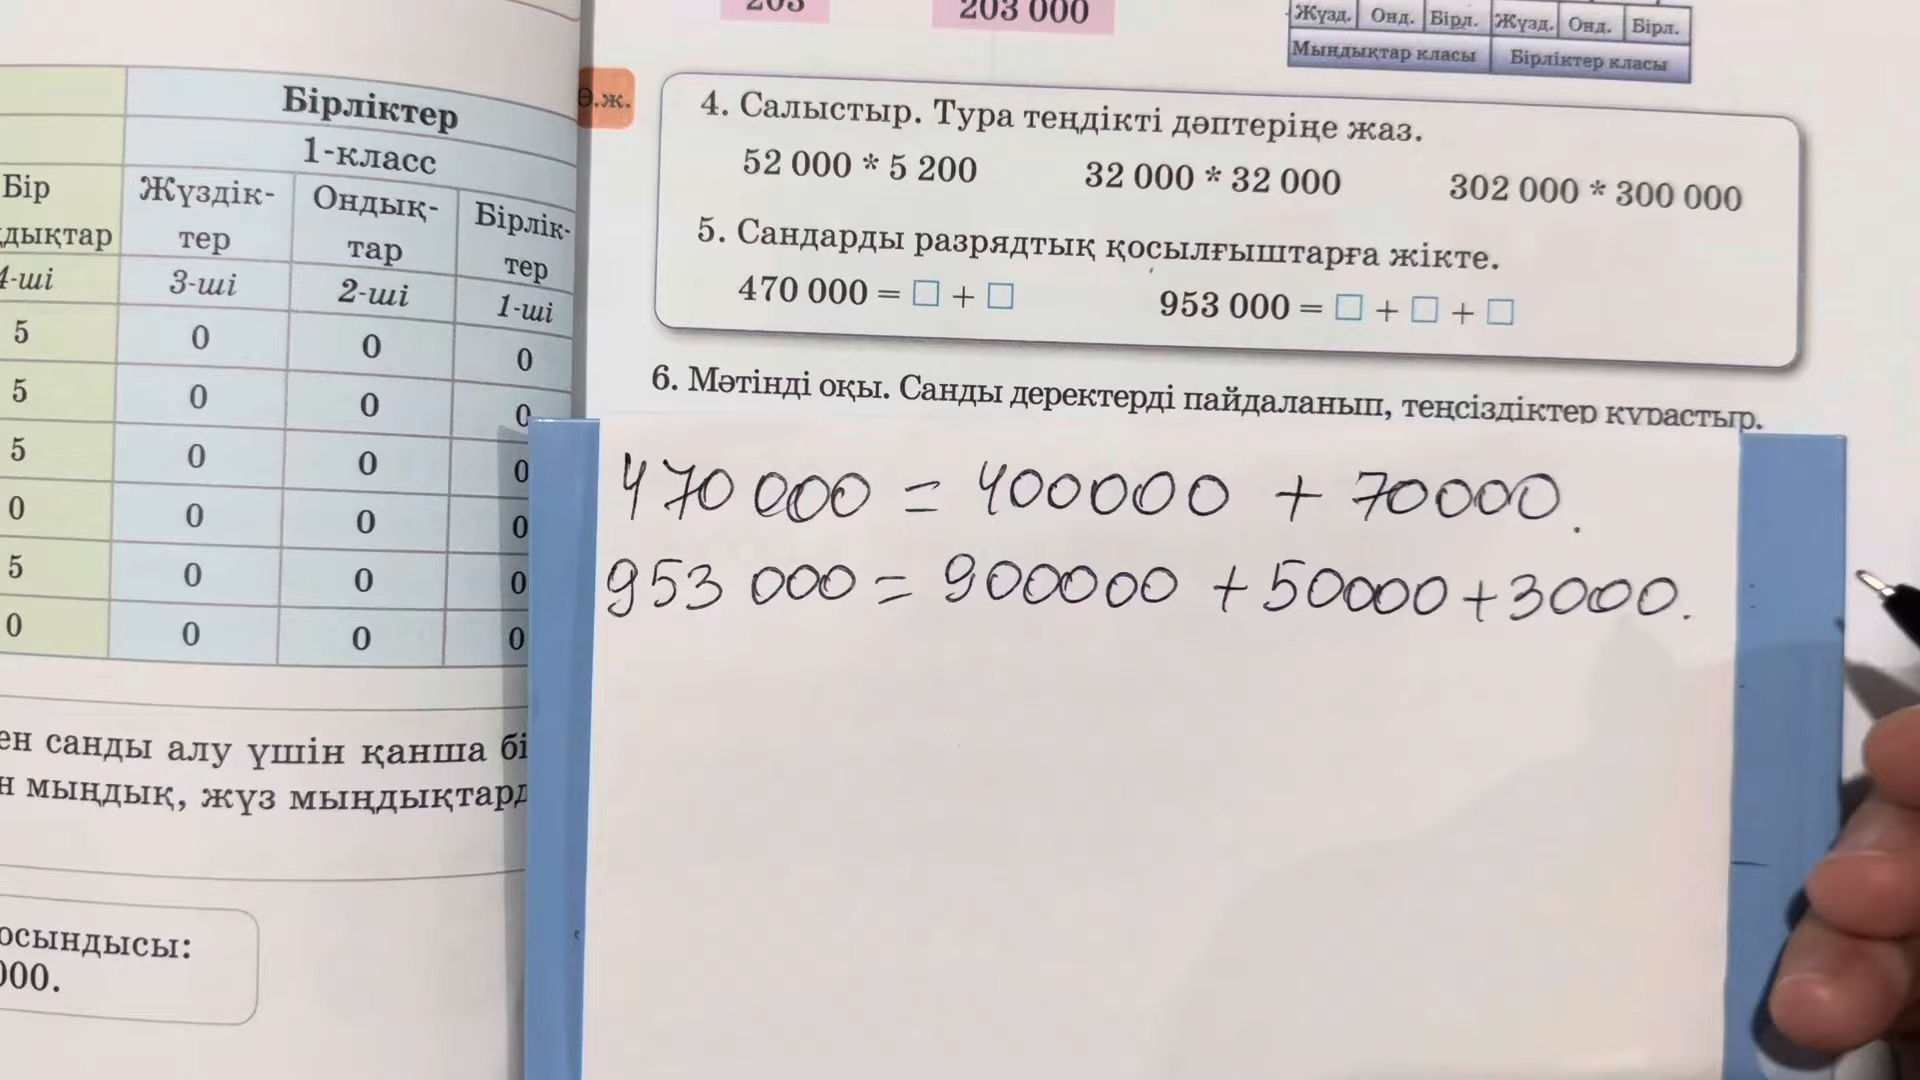 Бірліктер
1-класс
Бір
Жүздік-
тер
Ондық-
тар
Бірлік-
тер
4-ші
3-ші
2-ші
1-ші
5 0 0 0
5 0 0 0
5 0 0 0
0 0 0 0
5 0 0 0
0 0 0 0
ен санды алу үшін қанша бі
н мыңдық, жүз мыңдықтард
осындысы:
000.
203
203 000
Жүзд. Онд. Бірл. Жүзд. Онд. Бірл.
Мыңдықтар класы Бірліктер класы
Ө.ж.
4. Салыстыр. Тура теңдікті дәптеріңе жаз.
52 000 * 5 200 32 000 * 32 000 302 000 * 300 000
5. Сандарды разрядтық қосылғыштарға жікте.
470 000 = □ + □ 953 000 = □ + □ + □
6. Мәтінді оқы. Санды деректерді пайдаланып, теңсіздіктер құрастыр.
470 000 = 400000 + 70000.
953 000 = 900000 + 50000 + 3000.